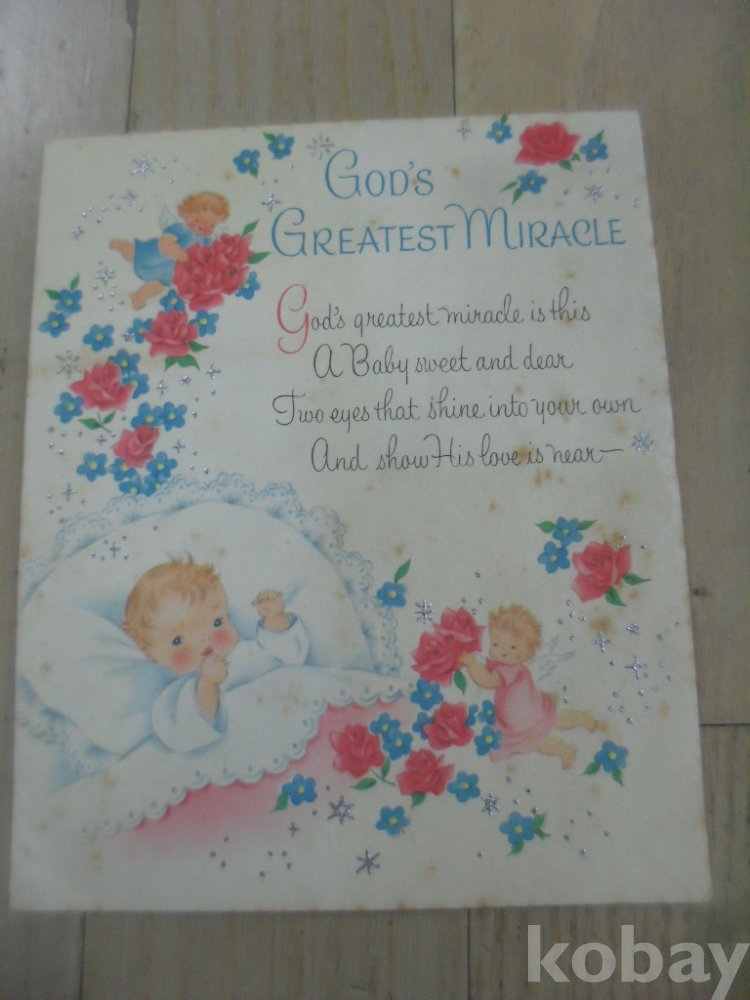 GOD'S
GREATEST MIRACLE
God's greatest miracle is this
A Baby sweet and dear
Two eyes that shine into your own
And show His love is near—
kobay